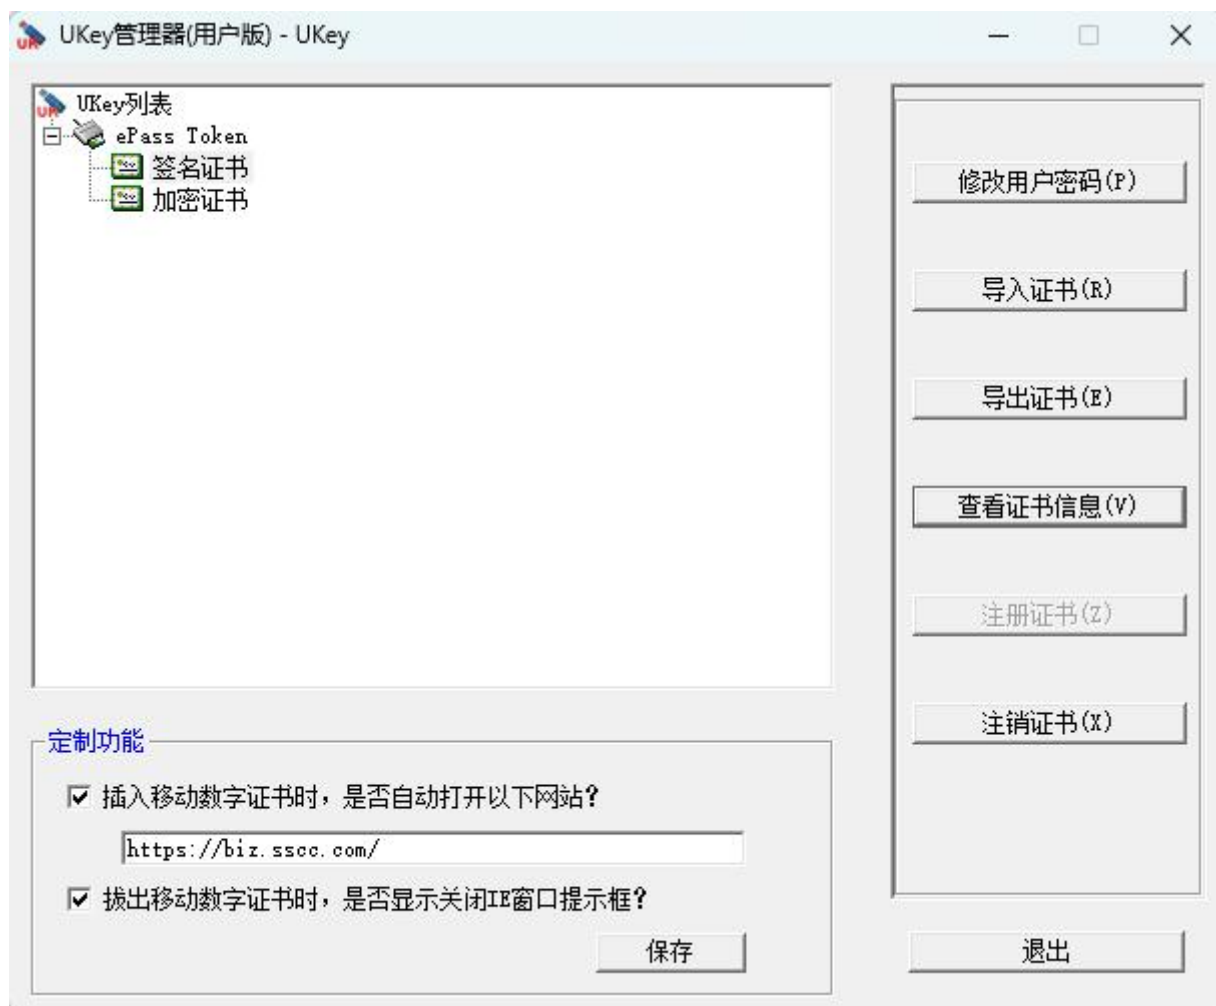 UKey管理器(用户版) - UKey
UKey列表
ePass Token
签名证书
加密证书
修改用户密码(P)
导入证书(R)
导出证书(E)
查看证书信息(V)
注册证书(Z)
注销证书(X)
定制功能
插入移动数字证书时，是否自动打开以下网站?
https://biz.sscc.com/
拔出移动数字证书时，是否显示关闭IE窗口提示框?
保存
退出